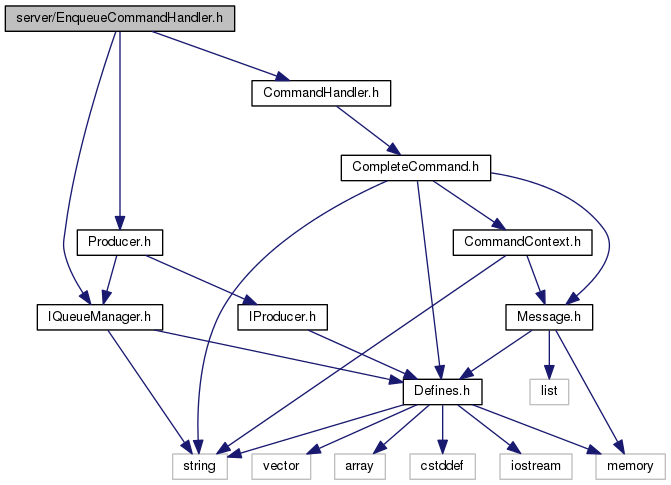 server/EnqueueCommandHandler.h
CommandHandler.h
CompleteCommand.h
Producer.h
CommandContext.h
IQueueManager.h
IProducer.h
Message.h
Defines.h
list
string
vector
array
cstddef
iostream
memory